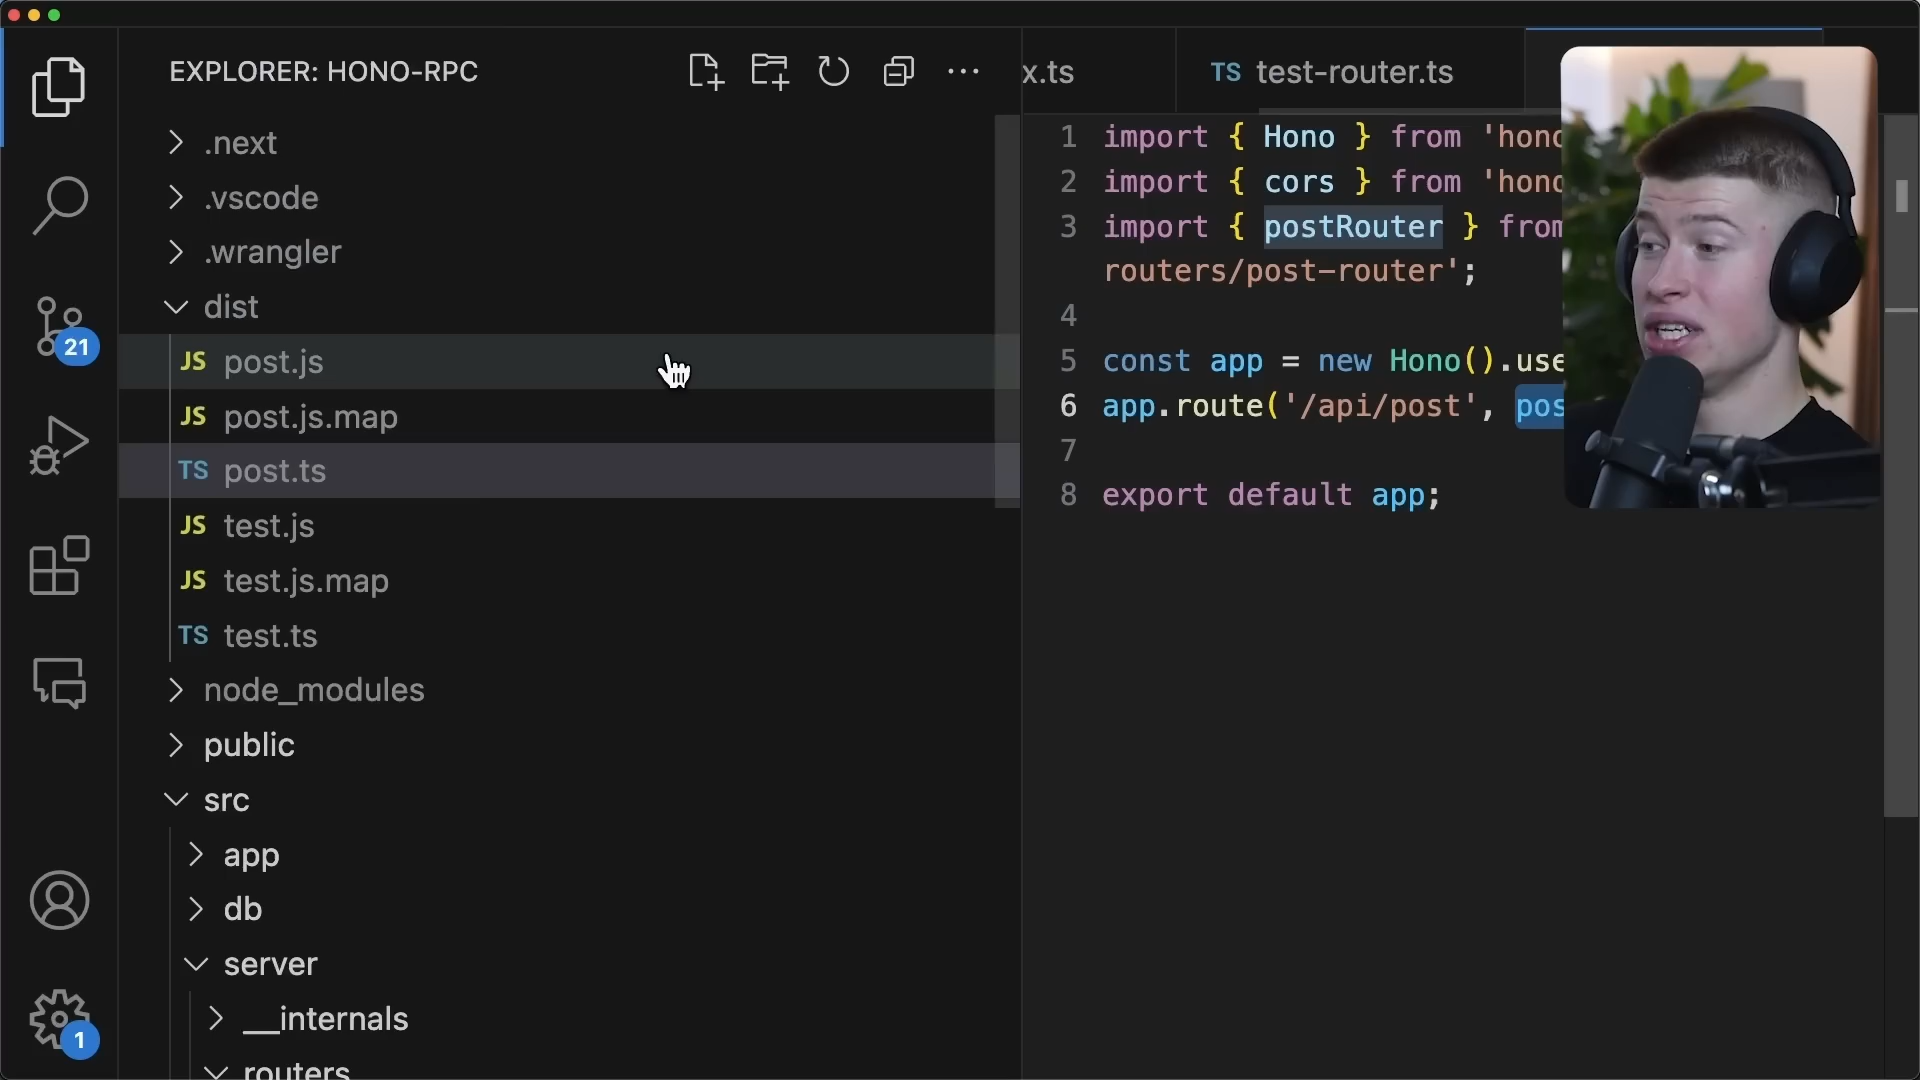 EXPLORER: HONO-RPC
.next
.vscode
.wrangler
dist
JS post.js
JS post.js.map
TS post.ts
JS test.js
JS test.js.map
TS test.ts
node_modules
public
src
app
db
server
__internals
routers
21
1
x.ts
TS test-router.ts
1 import { Hono } from 'hono
2 import { cors } from 'hono
3 import { postRouter } from
routers/post-router';
4
5 const app = new Hono().use
6 app.route('/api/post', pos
7
8 export default app;